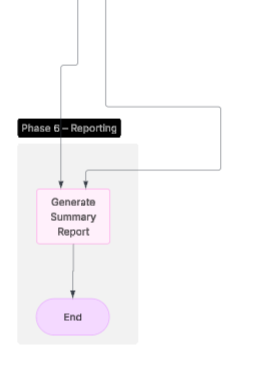 Phase 6 – Reporting
Generate
Summary
Report
End